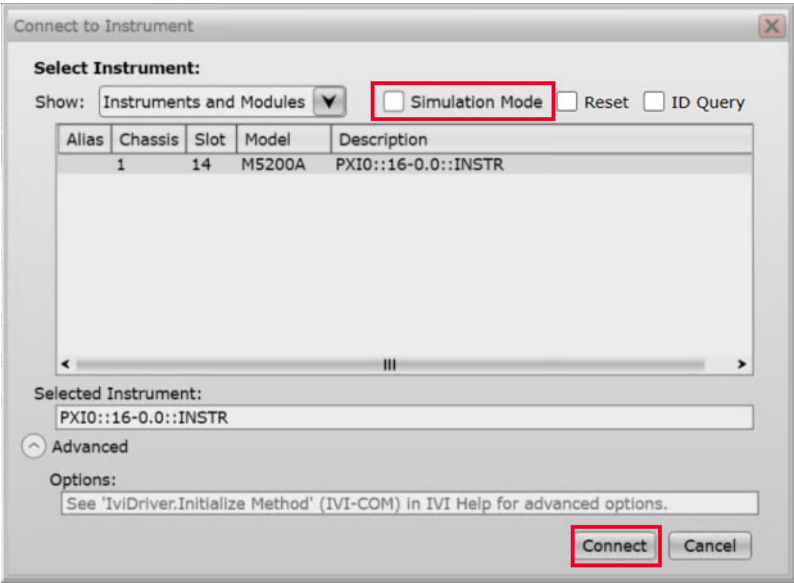 Connect to Instrument
Select Instrument:
Show: Instruments and Modules Simulation Mode Reset ID Query
Alias Chassis Slot Model Description
1 14 M5200A PXI0::16-0.0::INSTR
Selected Instrument:
PXI0::16-0.0::INSTR
Advanced
Options:
See 'IviDriver.Initialize Method' (IVI-COM) in IVI Help for advanced options.
Connect Cancel